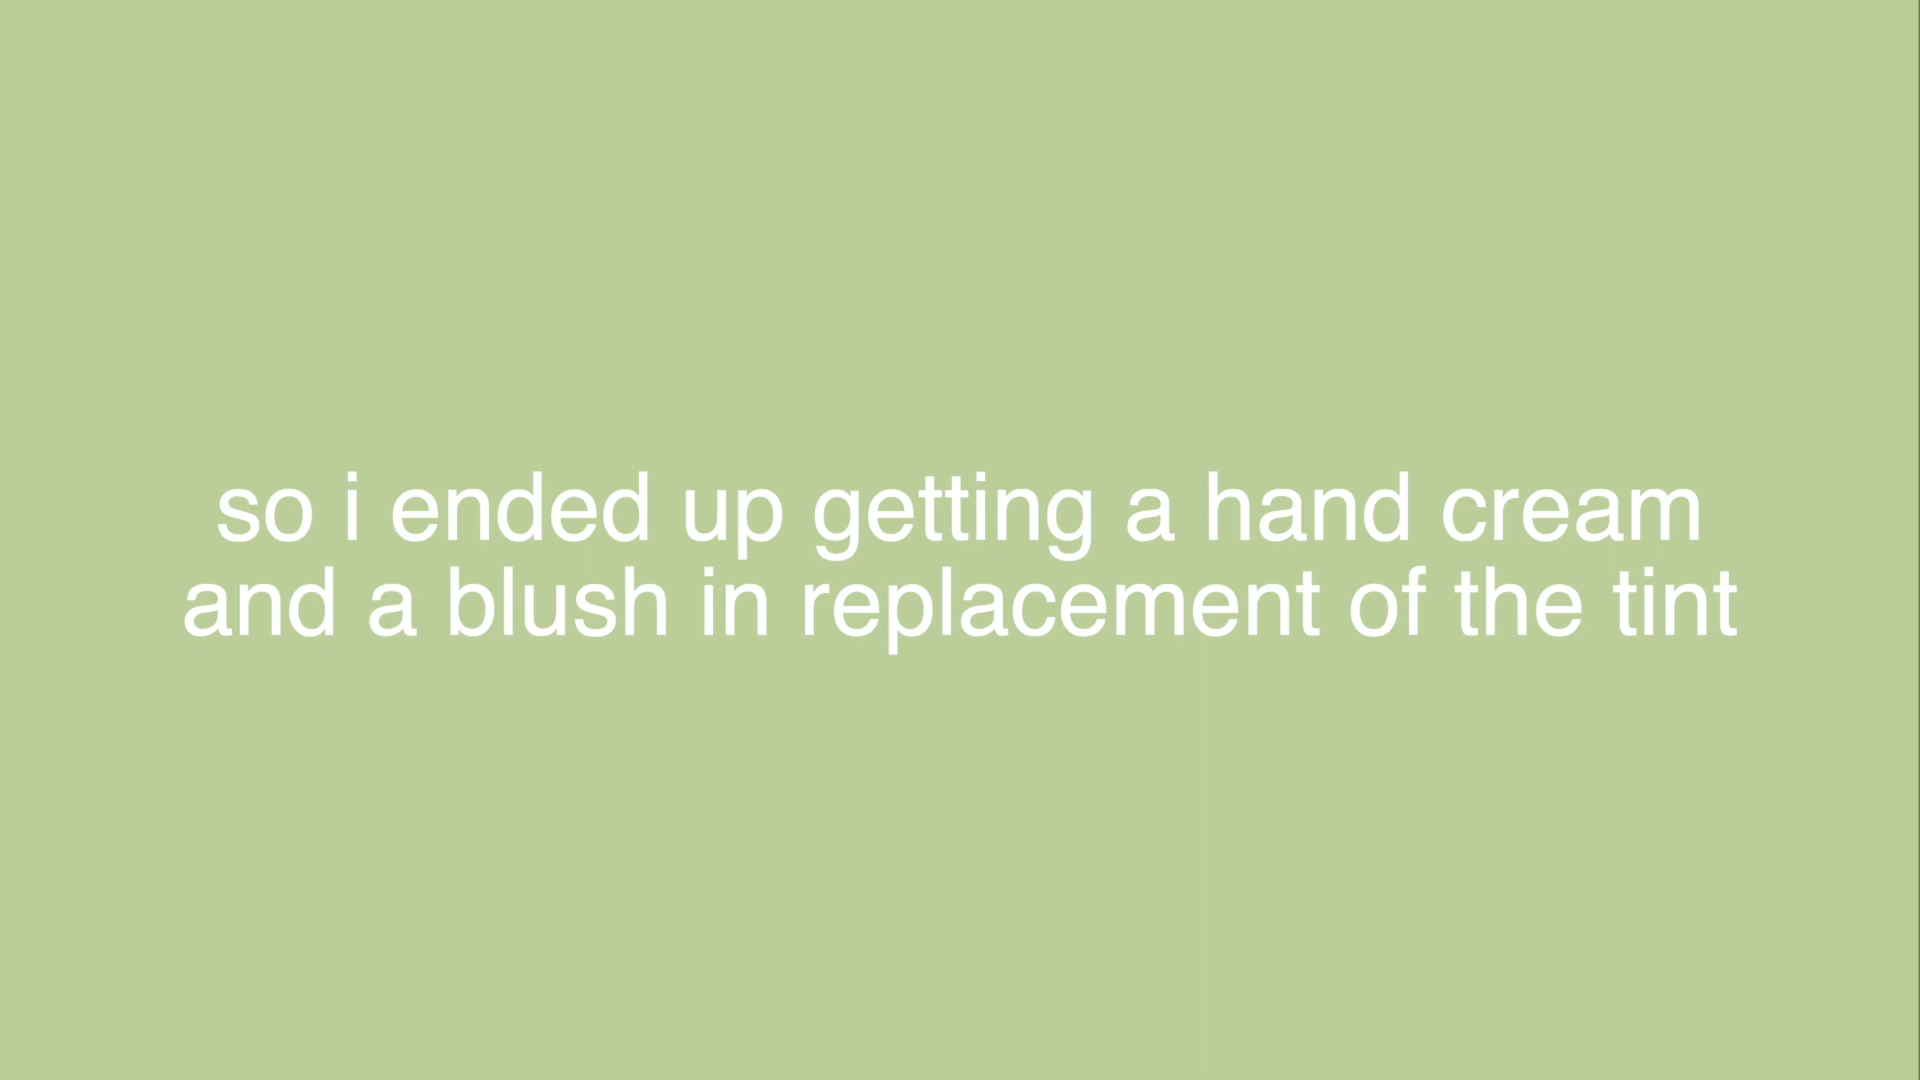 so i ended up getting a hand cream
and a blush in replacement of the tint